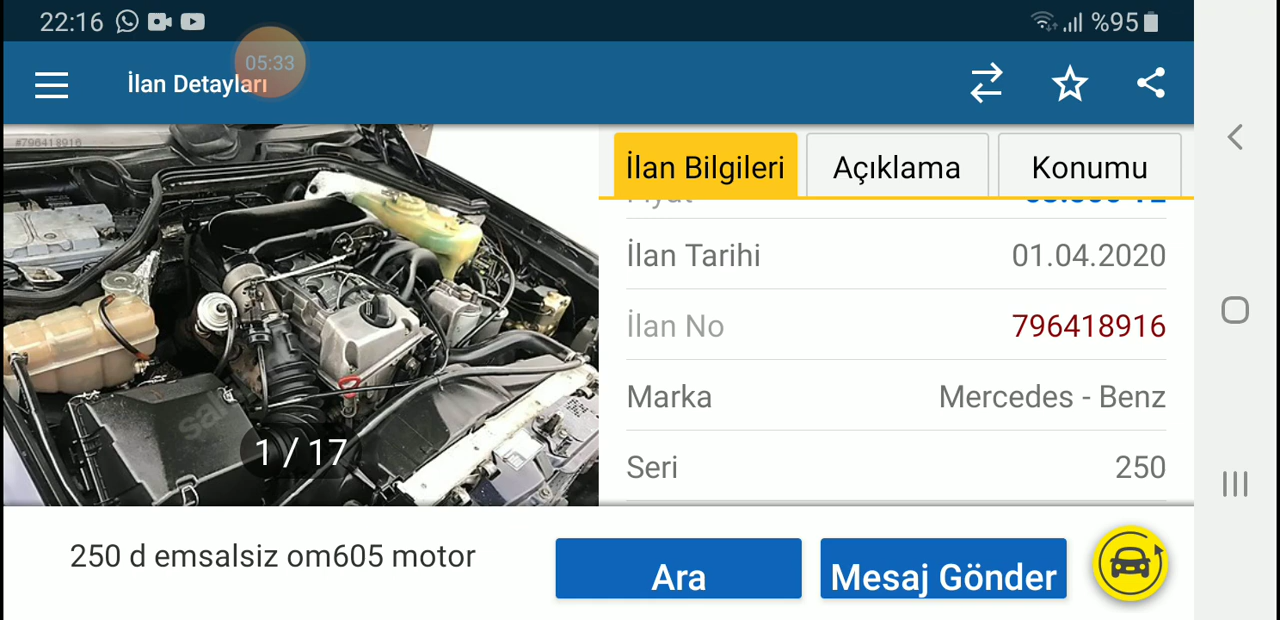 22:16
%95
05:33
İlan Detayları
#796418916
İlan Bilgileri
Açıklama
Konumu
İlan Tarihi
01.04.2020
İlan No
796418916
Marka
Mercedes - Benz
Seri
250
1 / 17
250 d emsalsiz om605 motor
Ara
Mesaj Gönder